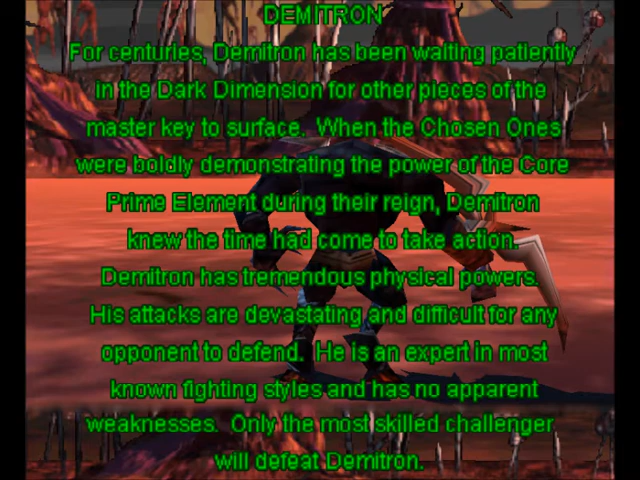 DEMITRON
For centuries, Demitron has been waiting patiently
in the Dark Dimension for other pieces of the
master key to surface.  When the Chosen Ones
were boldly demonstrating the power of the Core
Prime Element during their reign, Demitron
knew the time had come to take action.
Demitron has tremendous physical powers.
His attacks are devastating and difficult for any
opponent to defend.  He is an expert in most
known fighting styles and has no apparent
weaknesses.  Only the most skilled challenger
will defeat Demitron.